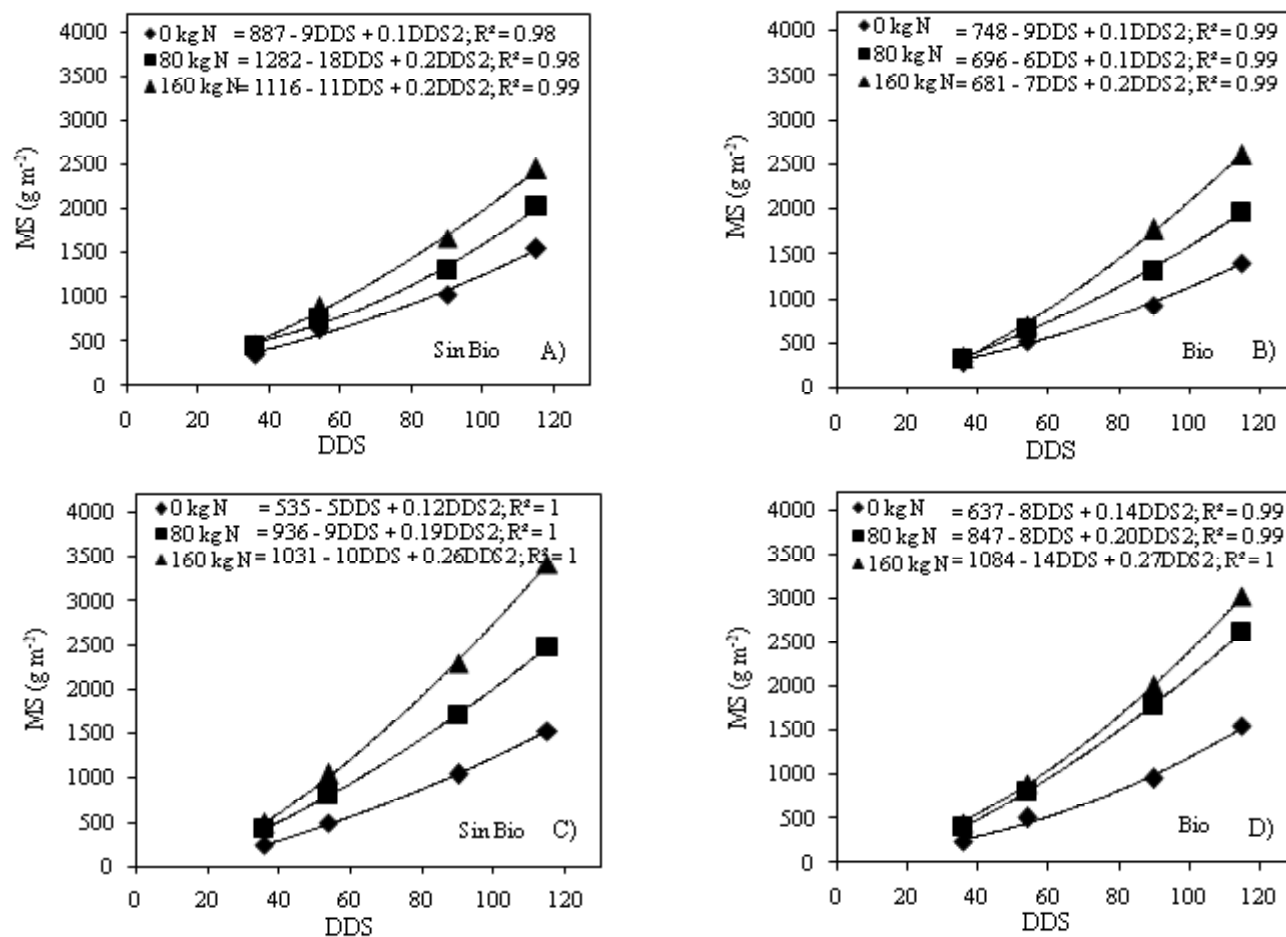 0 kg N = 887 - 9DDS + 0.1DDS2; R² = 0.98
80 kg N = 1282 - 18DDS + 0.2DDS2; R² = 0.98
160 kg N = 1116 - 11DDS + 0.2DDS2; R² = 0.99
4000
3500
3000
2500
2000
1500
1000
500
0
MS (g m-2)
Sin Bio A)
0 20 40 60 80 100 120
DDS
0 kg N = 748 - 9DDS + 0.1DDS2; R² = 0.99
80 kg N = 696 - 6DDS + 0.1DDS2; R² = 0.99
160 kg N = 681 - 7DDS + 0.2DDS2; R² = 0.99
4000
3500
3000
2500
2000
1500
1000
500
0
MS (g m-2)
Bio B)
0 20 40 60 80 100 120
DDS
0 kg N = 535 - 5DDS + 0.12DDS2; R² = 1
80 kg N = 936 - 9DDS + 0.19DDS2; R² = 1
160 kg N = 1031 - 10DDS + 0.26DDS2; R² = 1
4000
3500
3000
2500
2000
1500
1000
500
0
MS (g m-2)
Sin Bio C)
0 20 40 60 80 100 120
DDS
0 kg N = 637 - 8DDS + 0.14DDS2; R² = 0.99
80 kg N = 847 - 8DDS + 0.20DDS2; R² = 0.99
160 kg N = 1084 - 14DDS + 0.27DDS2; R² = 1
4000
3500
3000
2500
2000
1500
1000
500
0
MS (g m-2)
Bio D)
0 20 40 60 80 100 120
DDS